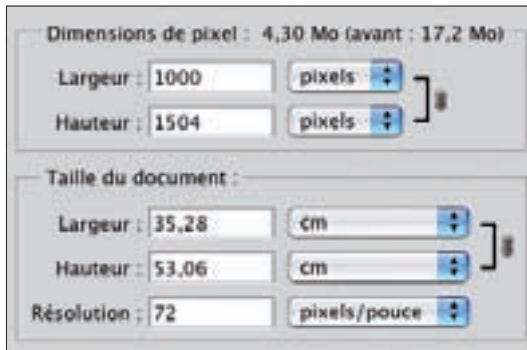 Dimensions de pixel : 4,30 Mo (avant : 17,2 Mo)
Largeur : 1000 pixels
Hauteur : 1504 pixels
Taille du document :
Largeur : 35,28 cm
Hauteur : 53,06 cm
Résolution : 72 pixels/pouce